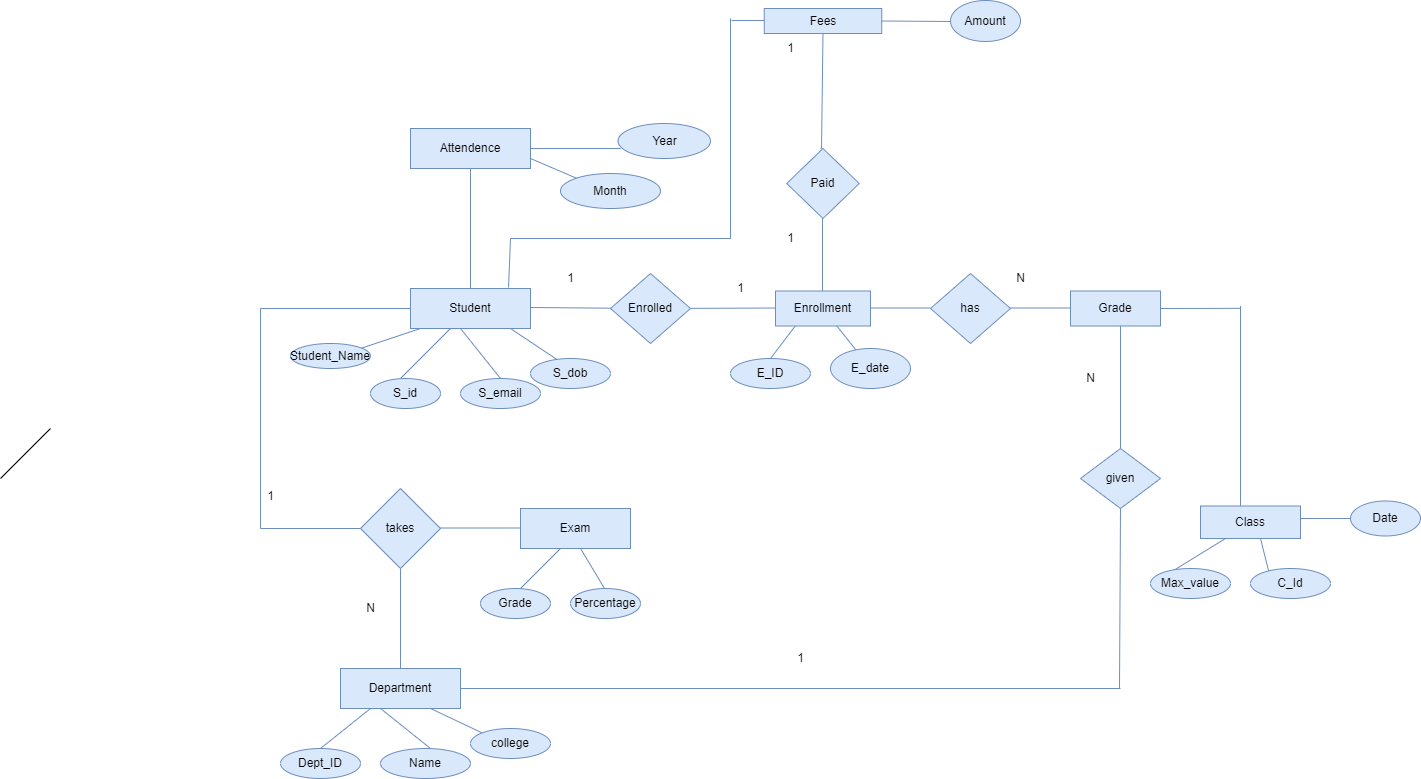 Fees
Amount
1
Attendence
Year
Month
Paid
1
1
1
N
Student
Enrolled
Enrollment
has
Grade
Student_Name
S_id
S_email
S_dob
E_ID
E_date
N
given
1
takes
Exam
Class
Date
Grade
Percentage
Max_value
C_Id
N
1
Department
Dept_ID
Name
college